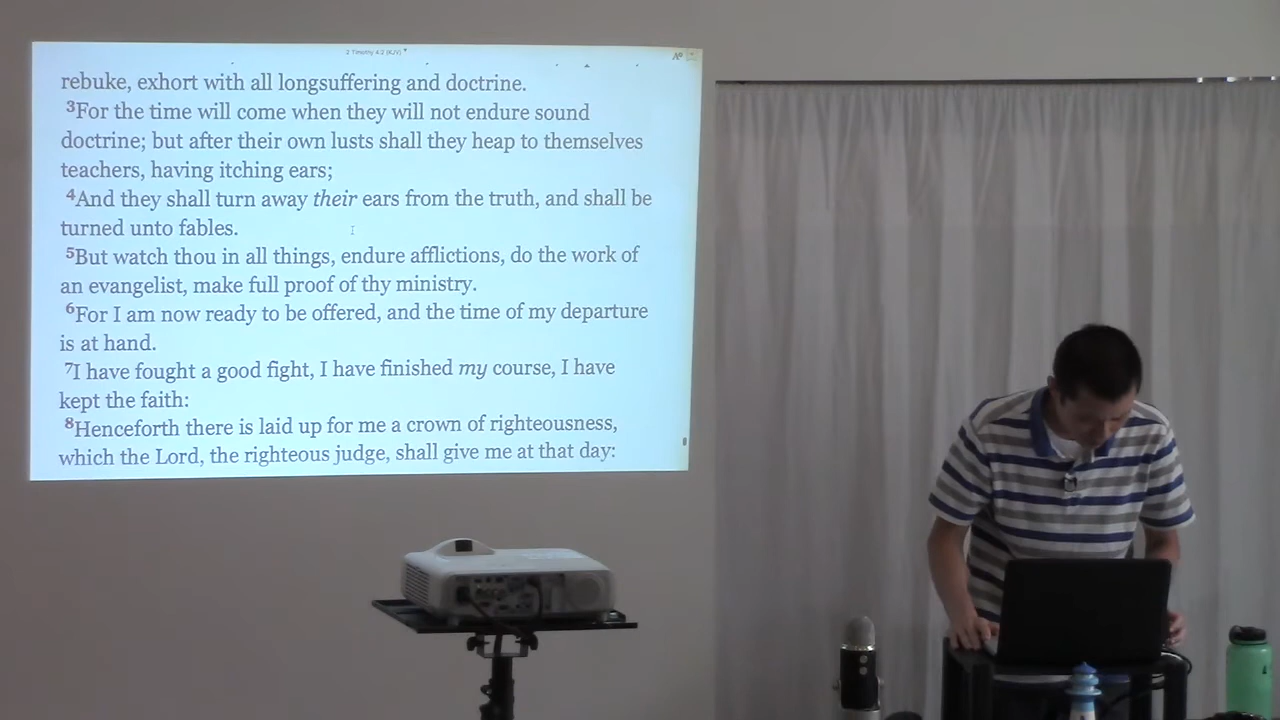 2 Timothy 4:2 (KJV)
rebuke, exhort with all longsuffering and doctrine.
3For the time will come when they will not endure sound
doctrine; but after their own lusts shall they heap to themselves
teachers, having itching ears;
4And they shall turn away their ears from the truth, and shall be
turned unto fables.
5But watch thou in all things, endure afflictions, do the work of
an evangelist, make full proof of thy ministry.
6For I am now ready to be offered, and the time of my departure
is at hand.
7I have fought a good fight, I have finished my course, I have
kept the faith:
8Henceforth there is laid up for me a crown of righteousness,
which the Lord, the righteous judge, shall give me at that day: